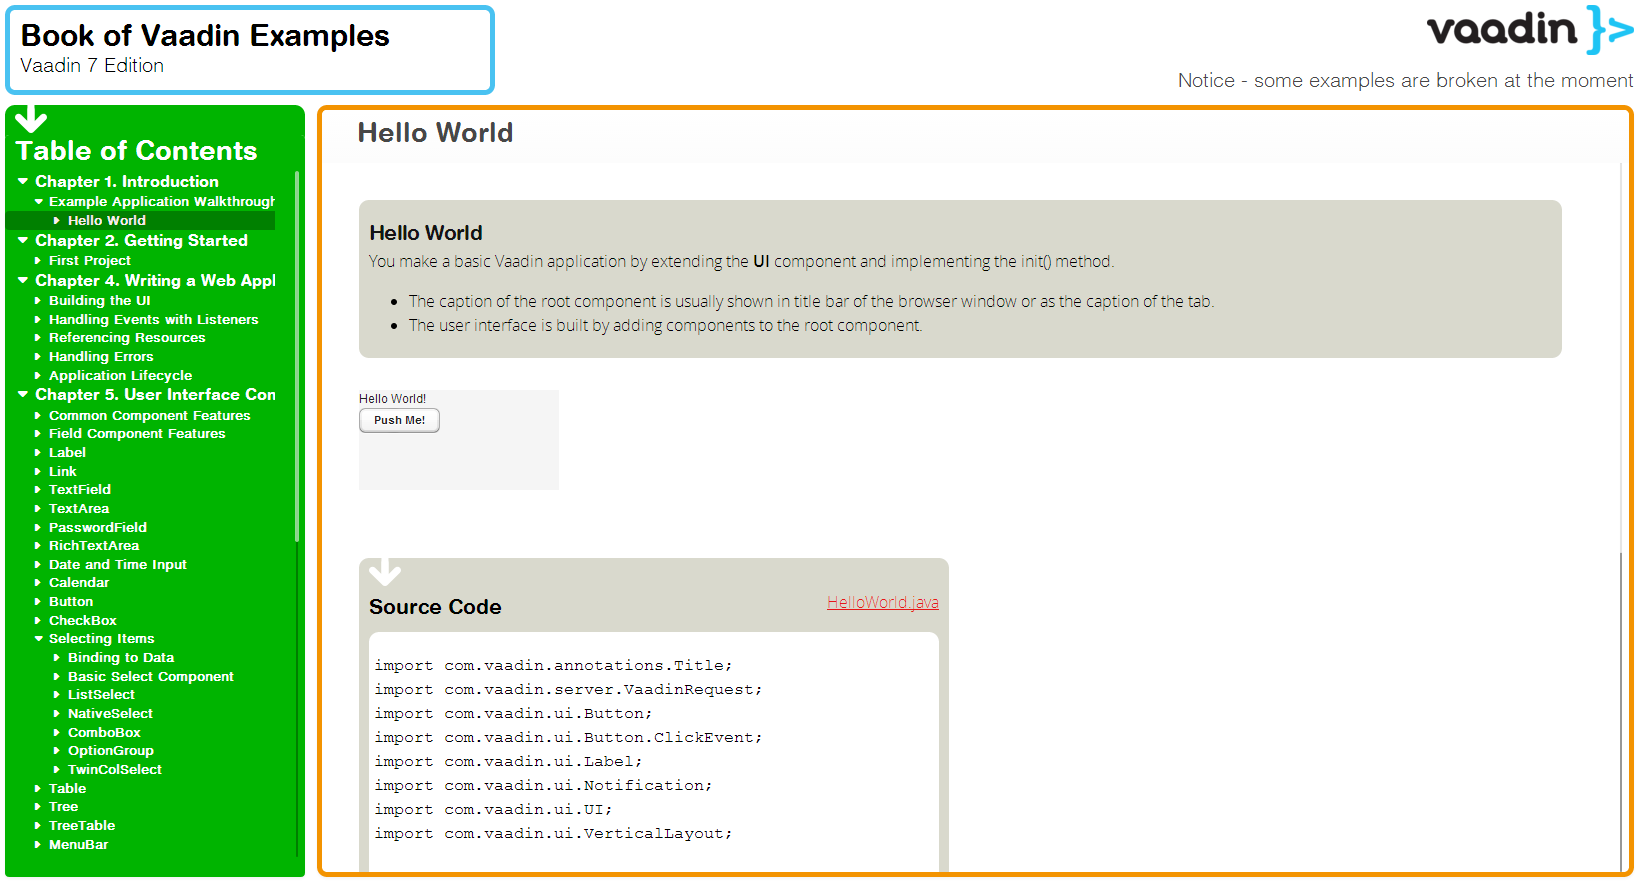 Book of Vaadin Examples
Vaadin 7 Edition
vaadin }>
Notice - some examples are broken at the moment
Table of Contents
Chapter 1. Introduction
Example Application Walkthrough
Hello World
Chapter 2. Getting Started
First Project
Chapter 4. Writing a Web Appl
Building the UI
Handling Events with Listeners
Referencing Resources
Handling Errors
Application Lifecycle
Chapter 5. User Interface Con
Common Component Features
Field Component Features
Label
Link
TextField
TextArea
PasswordField
RichTextArea
Date and Time Input
Calendar
Button
CheckBox
Selecting Items
Binding to Data
Basic Select Component
ListSelect
NativeSelect
ComboBox
OptionGroup
TwinColSelect
Table
Tree
TreeTable
MenuBar
Hello World
Hello World
You make a basic Vaadin application by extending the UI component and implementing the init() method.
• The caption of the root component is usually shown in title bar of the browser window or as the caption of the tab.
• The user interface is built by adding components to the root component.
Hello World!
Push Me!
Source Code
HelloWorld.java
import com.vaadin.annotations.Title;
import com.vaadin.server.VaadinRequest;
import com.vaadin.ui.Button;
import com.vaadin.ui.Button.ClickEvent;
import com.vaadin.ui.Label;
import com.vaadin.ui.Notification;
import com.vaadin.ui.UI;
import com.vaadin.ui.VerticalLayout;